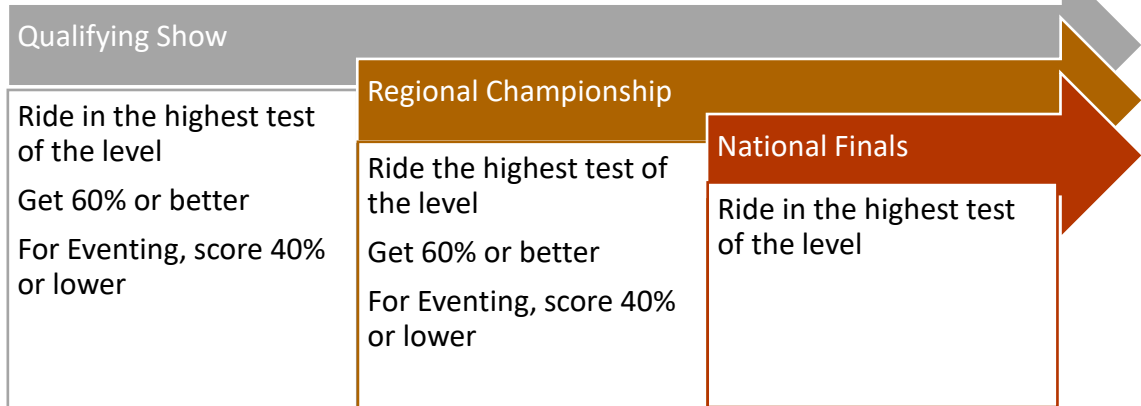 Qualifying Show
Ride in the highest test
of the level
Get 60% or better
For Eventing, score 40%
or lower
Regional Championship
Ride the highest test of
the level
Get 60% or better
For Eventing, score 40%
or lower
National Finals
Ride in the highest test
of the level